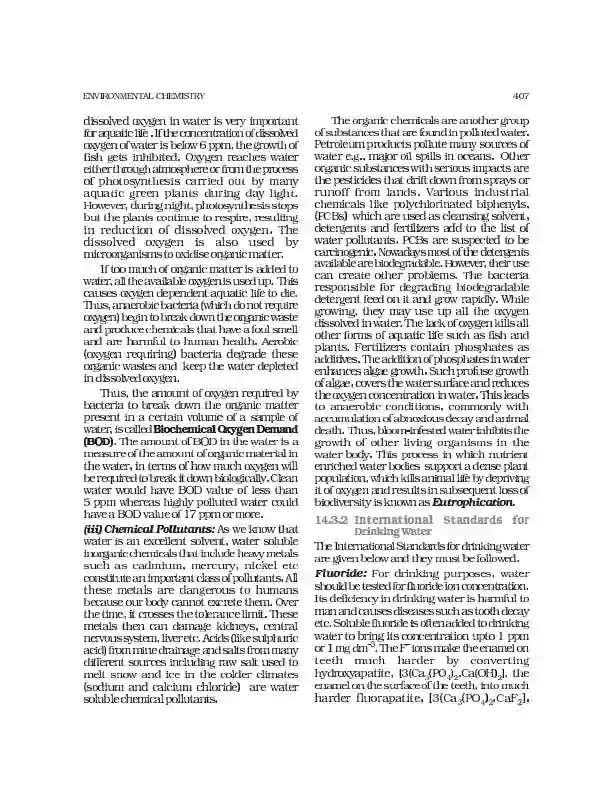 ENVIRONMENTAL CHEMISTRY
407
dissolved oxygen in water is very important
for aquatic life . If the concentration of dissolved
oxygen of water is below 6 ppm, the growth of
fish gets inhibited. Oxygen reaches water
either through atmosphere or from the process
of photosynthesis carried out by many
aquatic green plants during day light.
However, during night, photosynthesis stops
but the plants continue to respire, resulting
in reduction of dissolved oxygen. The
dissolved oxygen is also used by
microorganisms to oxidise organic matter.
If too much of organic matter is added to
water, all the available oxygen is used up. This
causes oxygen dependent aquatic life to die.
Thus, anaerobic bacteria (which do not require
oxygen) begin to break down the organic waste
and produce chemicals that have a foul smell
and are harmful to human health. Aerobic
(oxygen requiring) bacteria degrade these
organic wastes and keep the water depleted
in dissolved oxygen.
Thus, the amount of oxygen required by
bacteria to break down the organic matter
present in a certain volume of a sample of
water, is called Biochemical Oxygen Demand
(BOD). The amount of BOD in the water is a
measure of the amount of organic material in
the water, in terms of how much oxygen will
be required to break it down biologically. Clean
water would have BOD value of less than
5 ppm whereas highly polluted water could
have a BOD value of 17 ppm or more.
(iii) Chemical Pollutants: As we know that
water is an excellent solvent, water soluble
inorganic chemicals that include heavy metals
such as cadmium, mercury, nickel etc
constitute an important class of pollutants. All
these metals are dangerous to humans
because our body cannot excrete them. Over
the time, it crosses the tolerance limit. These
metals then can damage kidneys, central
nervous system, liver etc. Acids (like sulphuric
acid) from mine drainage and salts from many
different sources including raw salt used to
melt snow and ice in the colder climates
(sodium and calcium chloride) are water
soluble chemical pollutants.
The organic chemicals are another group
of substances that are found in polluted water.
Petroleum products pollute many sources of
water e.g., major oil spills in oceans. Other
organic substances with serious impacts are
the pesticides that drift down from sprays or
runoff from lands. Various industrial
chemicals like polychlorinated biphenyls,
(PCBs) which are used as cleansing solvent,
detergents and fertilizers add to the list of
water pollutants. PCBs are suspected to be
carcinogenic. Nowadays most of the detergents
available are biodegradable. However, their use
can create other problems. The bacteria
responsible for degrading biodegradable
detergent feed on it and grow rapidly. While
growing, they may use up all the oxygen
dissolved in water. The lack of oxygen kills all
other forms of aquatic life such as fish and
plants. Fertilizers contain phosphates as
additives. The addition of phosphates in water
enhances algae growth. Such profuse growth
of algae, covers the water surface and reduces
the oxygen concentration in water. This leads
to anaerobic conditions, commonly with
accumulation of abnoxious decay and animal
death. Thus, bloom-infested water inhibits the
growth of other living organisms in the
water body. This process in which nutrient
enriched water bodies support a dense plant
population, which kills animal life by depriving
it of oxygen and results in subsequent loss of
biodiversity is known as Eutrophication.
14.3.2 International Standards for
Drinking Water
The International Standards for drinking water
are given below and they must be followed.
Fluoride: For drinking purposes, water
should be tested for fluoride ion concentration.
Its deficiency in drinking water is harmful to
man and causes diseases such as tooth decay
etc. Soluble fluoride is often added to drinking
water to bring its concentration upto 1 ppm
or 1 mg dm⁻³. The F⁻ ions make the enamel on
teeth much harder by converting
hydroxyapatite, [3(Ca₃(PO₄)₂.Ca(OH)₂], the
enamel on the surface of the teeth, into much
harder fluorapatite, [3(Ca₃(PO₄)₂.CaF₂].